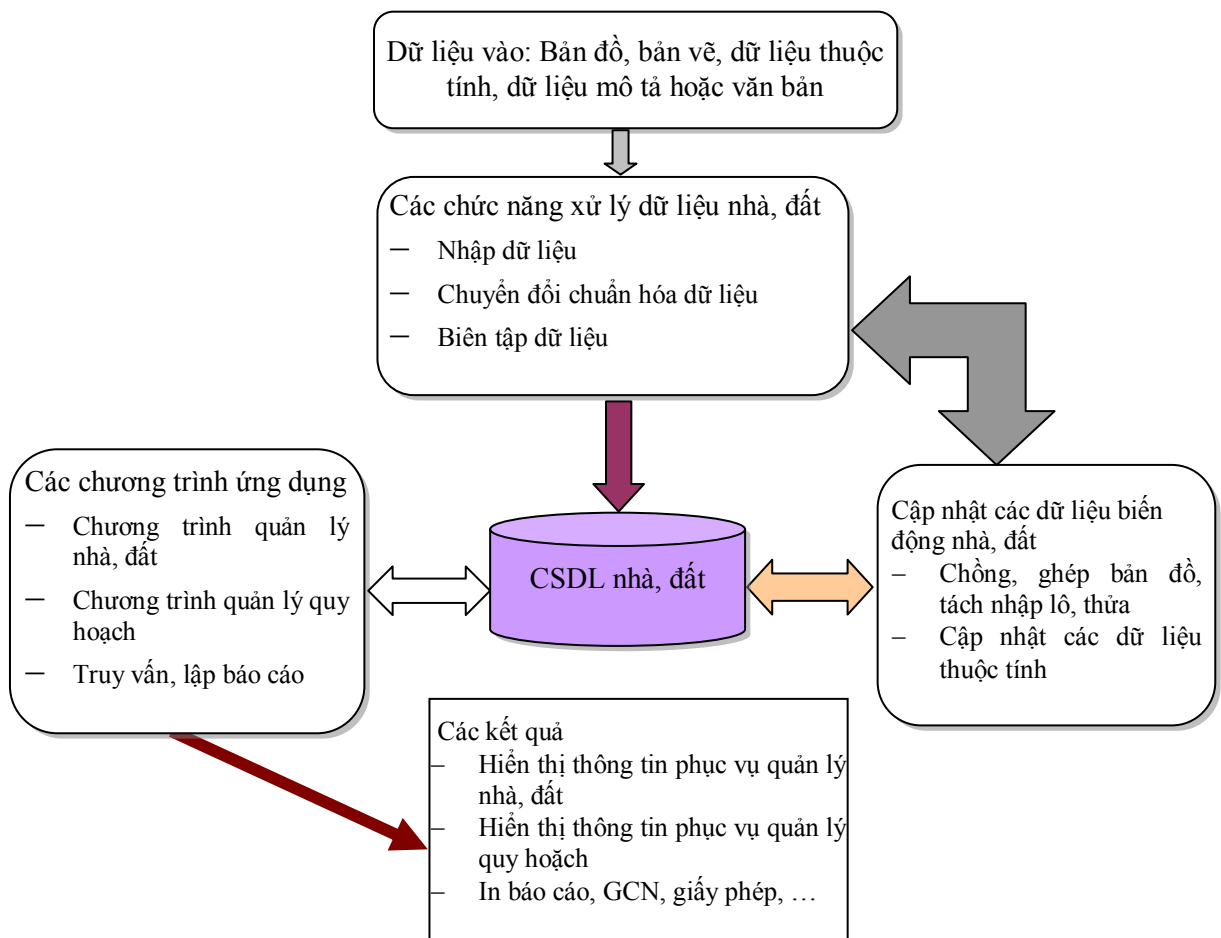 Dữ liệu vào: Bản đồ, bản vẽ, dữ liệu thuộc
tính, dữ liệu mô tả hoặc văn bản
Các chức năng xử lý dữ liệu nhà, đất
– Nhập dữ liệu
– Chuyển đổi chuẩn hóa dữ liệu
– Biên tập dữ liệu
Các chương trình ứng dụng
– Chương trình quản lý
nhà, đất
– Chương trình quản lý quy
hoạch
– Truy vấn, lập báo cáo
CSDL nhà, đất
Cập nhật các dữ liệu biến
động nhà, đất
– Chồng, ghép bản đồ,
tách nhập lô, thửa
– Cập nhật các dữ liệu
thuộc tính
Các kết quả
– Hiển thị thông tin phục vụ quản lý
nhà, đất
– Hiển thị thông tin phục vụ quản lý
quy hoạch
– In báo cáo, GCN, giấy phép, …